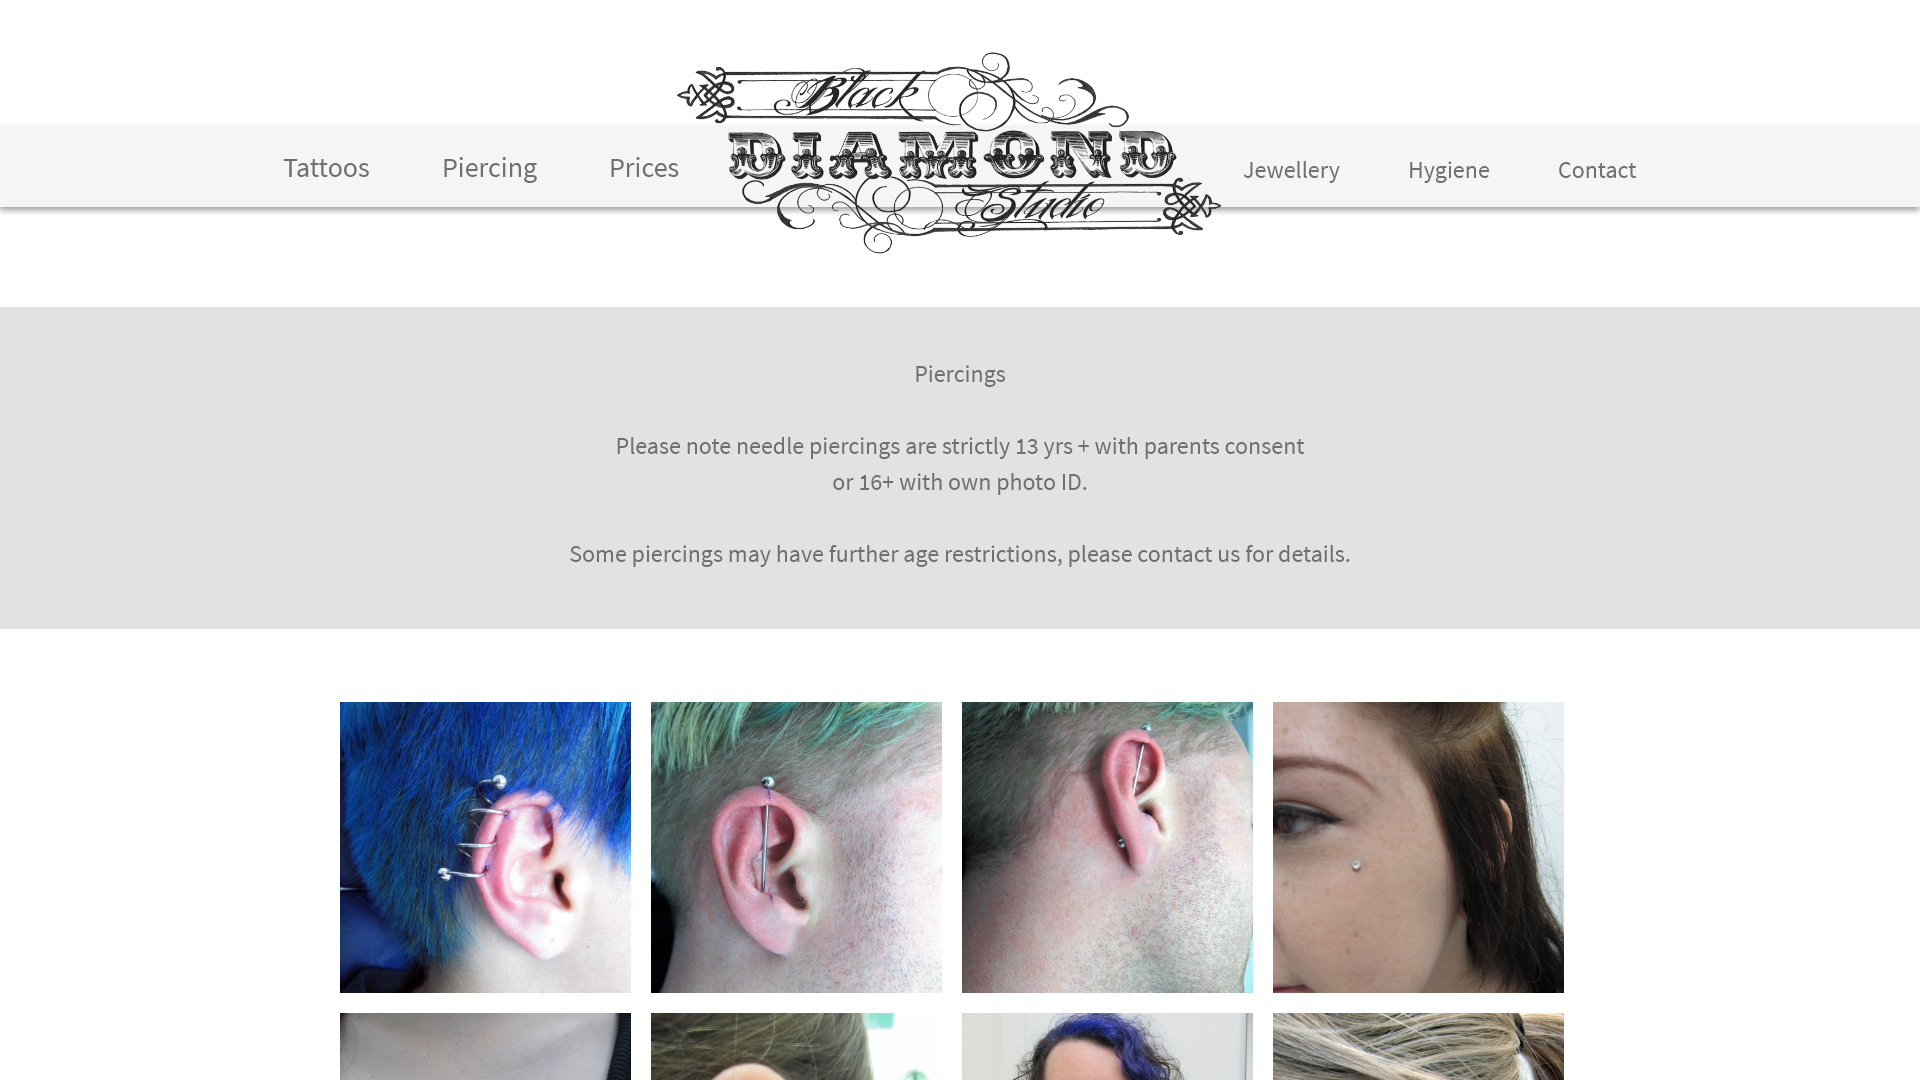 Black
DIAMOND
Studio
Tattoos
Piercing
Prices
Jewellery
Hygiene
Contact
Piercings
Please note needle piercings are strictly 13 yrs + with parents consent
or 16+ with own photo ID.
Some piercings may have further age restrictions, please contact us for details.